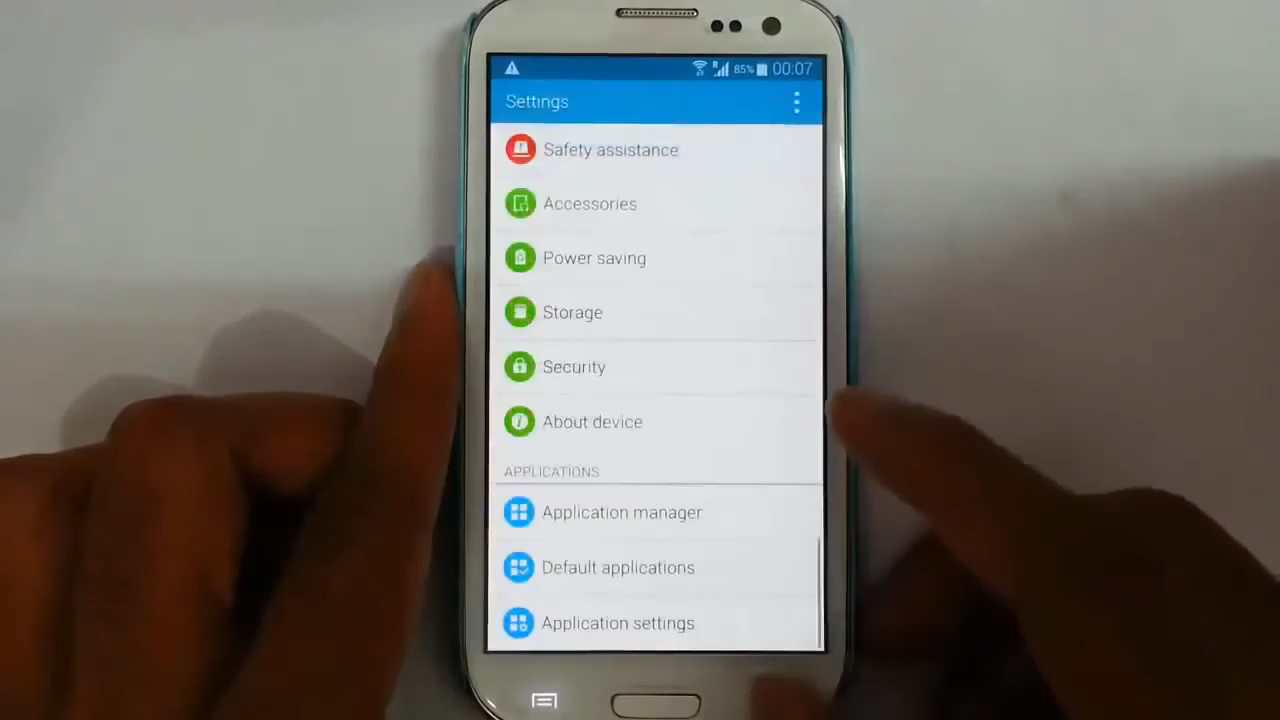 85% 00:07
Settings
Safety assistance
Accessories
Power saving
Storage
Security
About device
APPLICATIONS
Application manager
Default applications
Application settings